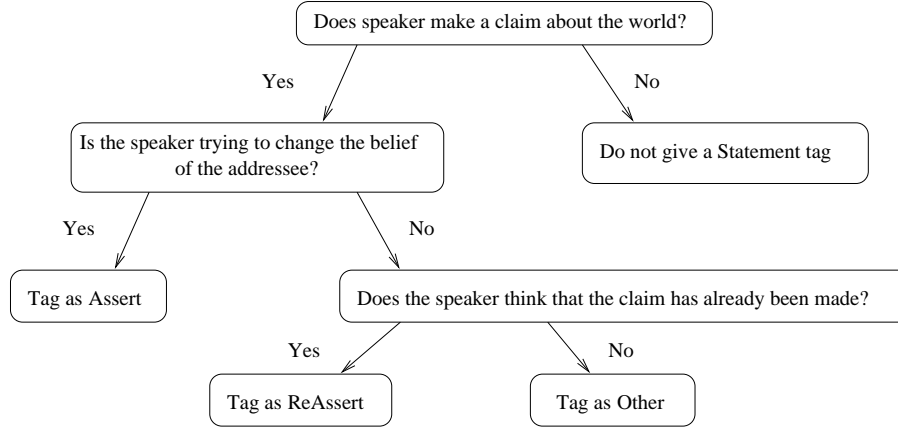 Does speaker make a claim about the world?
Yes
No
Is the speaker trying to change the belief
of the addressee?
Do not give a Statement tag
Yes
No
Tag as Assert
Does the speaker think that the claim has already been made?
Yes
No
Tag as ReAssert
Tag as Other